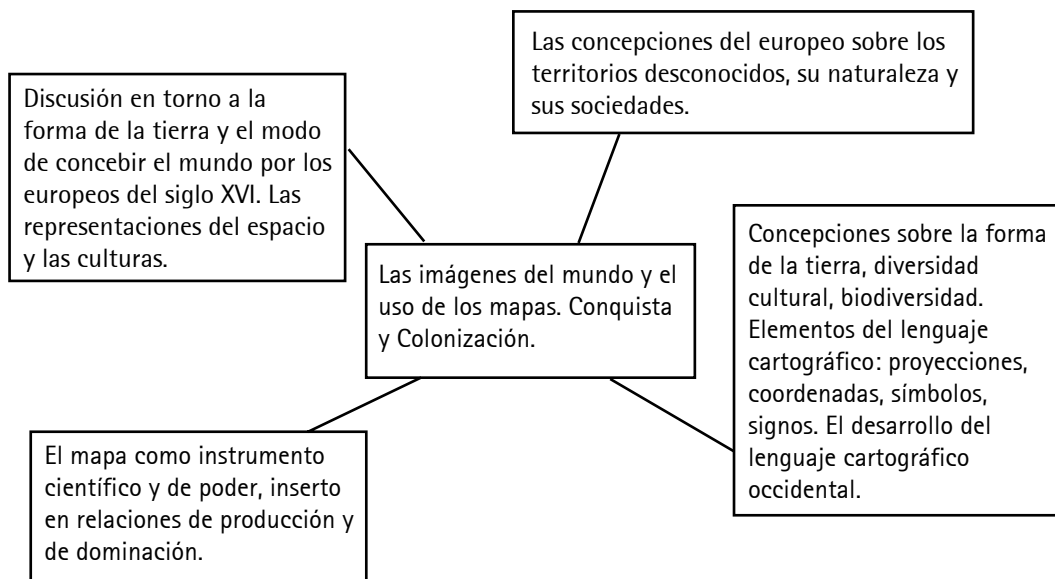 Las concepciones del europeo sobre los
territorios desconocidos, su naturaleza y
sus sociedades.
Discusión en torno a la
forma de la tierra y el modo
de concebir el mundo por los
europeos del siglo XVI. Las
representaciones del espacio
y las culturas.
Las imágenes del mundo y el
uso de los mapas. Conquista
y Colonización.
Concepciones sobre la forma
de la tierra, diversidad
cultural, biodiversidad.
Elementos del lenguaje
cartográfico: proyecciones,
coordenadas, símbolos,
signos. El desarrollo del
lenguaje cartográfico
occidental.
El mapa como instrumento
científico y de poder, inserto
en relaciones de producción y
de dominación.